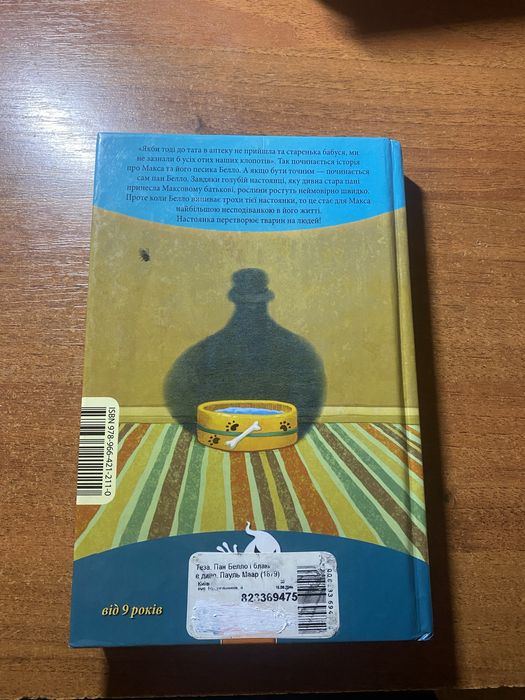 «Якби тоді до тата в аптеку не прийшла та старенька бабуся, ми
не зазнали б усіх отих наших клопотів». Так починається історія
про Макса та його песика Белло. А якщо бути точним — починається
сам пан Белло. Завдяки голубій настоянці, яку дивна стара пані
принесла Максовому батькові, рослини ростуть неймовірно швидко.
Проте коли Белло випиває трохи тієї настоянки, то це стає для Макса
найбільшою несподіванкою в його житті.
Настоянка перетворює тварин на людей!
ISBN 978-966-421-211-0
Теза. Пан Белло і блак
е диво. Пауль Маар (1679)
Київ
823369475
від 9 років